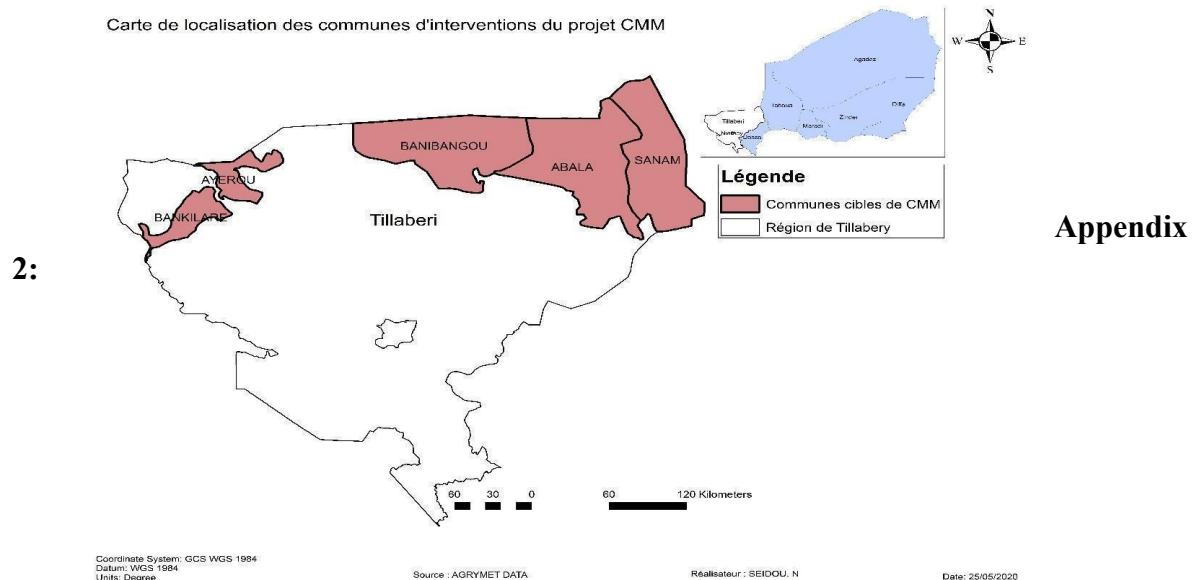 Carte de localisation des communes d'interventions du projet CMM
N
W E
S
Agadez
Tahoua
Diffa
Zinder
Maradi
Tillaberi
Niamey
Dosso
BANIBANGOU
ABALA
SANAM
AYEROU
BANKILARE
Tillaberi
Légende
Communes cibles de CMM
Région de Tillabery
Appendix
2:
60 30 0 60 120 Kilometers
Coordinate System: GCS WGS 1984
Datum: WGS 1984
Units: Degree
Source : AGRYMET DATA
Réalisateur : SEIDOU. N
Date: 25/05/2020